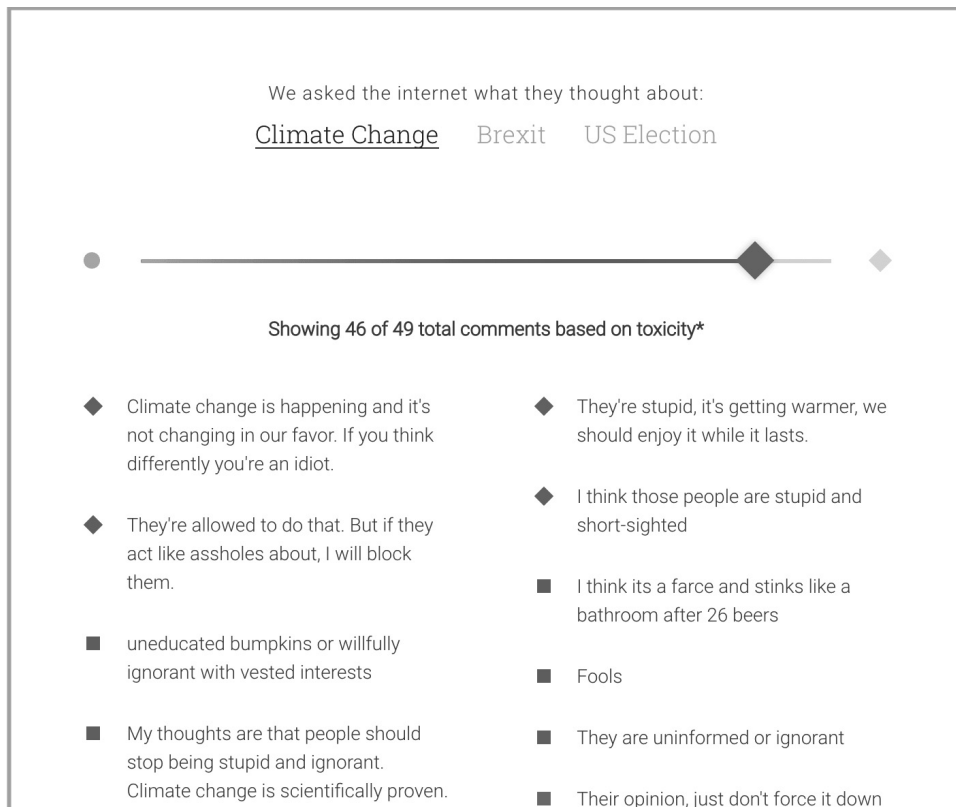 We asked the internet what they thought about:
Climate Change Brexit US Election
Showing 46 of 49 total comments based on toxicity*
Climate change is happening and it's
not changing in our favor. If you think
differently you're an idiot.
They're allowed to do that. But if they
act like assholes about, I will block
them.
uneducated bumpkins or willfully
ignorant with vested interests
My thoughts are that people should
stop being stupid and ignorant.
Climate change is scientifically proven.
They're stupid, it's getting warmer, we
should enjoy it while it lasts.
I think those people are stupid and
short-sighted
I think its a farce and stinks like a
bathroom after 26 beers
Fools
They are uninformed or ignorant
Their opinion, just don't force it down